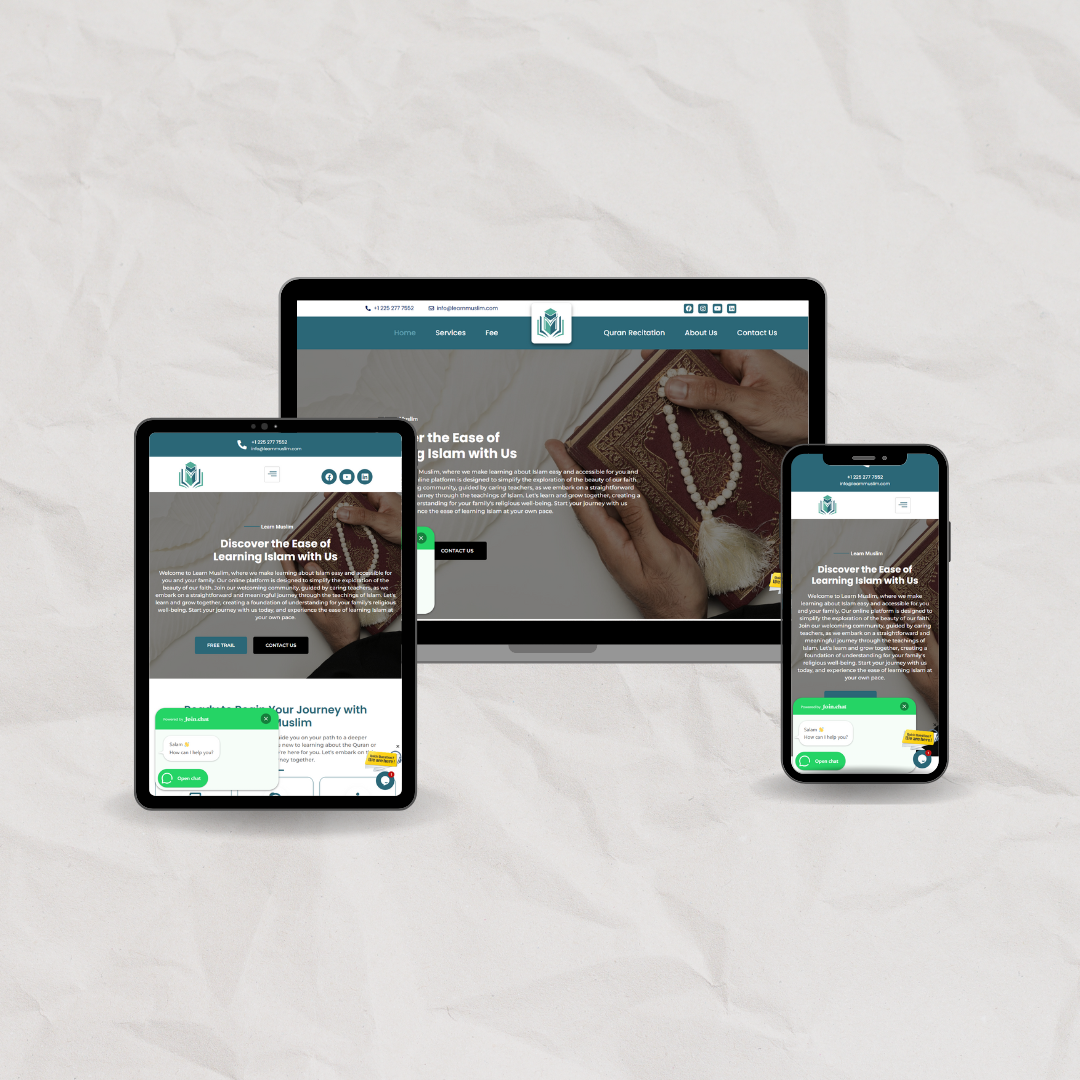 +1 225 277 7552
info@learnmuslim.com
Home
Services
Fee
Quran Recitation
About Us
Contact Us
er the Ease of
g Islam with Us
Muslim, where we make learning about Islam easy and accessible for you and
line platform is designed to simplify the exploration of the beauty of our faith.
community, guided by caring teachers, as we embark on a straightforward and
urney through the teachings of Islam. Let's learn and grow together, creating a
erstanding for your family's religious well-being. Start your journey with us
ce the ease of learning Islam at your own pace.
CONTACT US
+1 225 277 7552
info@learnmuslim.com
Learn Muslim
Discover the Ease of
Learning Islam with Us
Welcome to Learn Muslim, where we make learning about Islam easy and accessible for
you and your family. Our online platform is designed to simplify the exploration of the
beauty of our faith. Join our welcoming community, guided by caring teachers, as we
embark on a straightforward and meaningful journey through the teachings of Islam. Let's
learn and grow together, creating a foundation of understanding for your family's religious
well-being. Start your journey with us today, and experience the ease of learning Islam at
your own pace.
FREE TRAIL
CONTACT US
Ready to Begin Your Journey with
Muslim
uide you on your path to a deeper
new to learning about the Quran or
re here for you. Let's embark on
ney together.
Powered by Join.chat
Salam
How can I help you?
Open chat
We are here!
1
+1 225 277 7552
info@learnmuslim.com
Learn Muslim
Discover the Ease of
Learning Islam with Us
Welcome to Learn Muslim, where we make
learning about Islam easy and accessible for you
and your family. Our online platform is designed to
simplify the exploration of the beauty of our faith.
Join our welcoming community, guided by caring
teachers, as we embark on a straightforward and
meaningful journey through the teachings of
Islam. Let's learn and grow together, creating a
foundation of understanding for your family's
religious well-being. Start your journey with us
today, and experience the ease of learning Islam at
your own pace.
Powered by Join.chat
Salam
How can I help you?
Open chat
We are here!